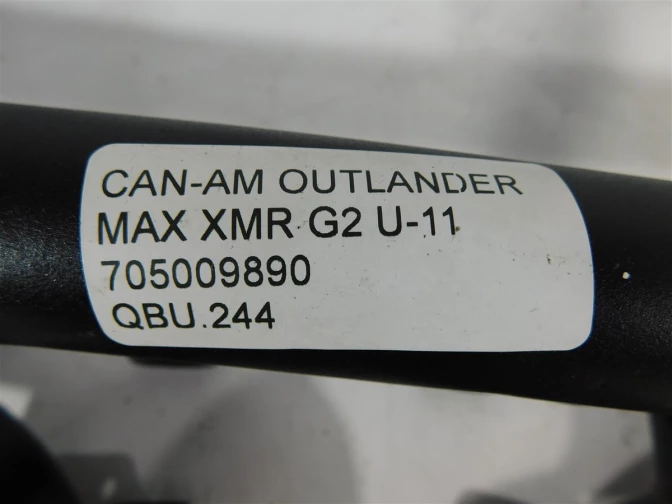 CAN-AM OUTLANDER
MAX XMR G2 U-11
705009890
QBU.244